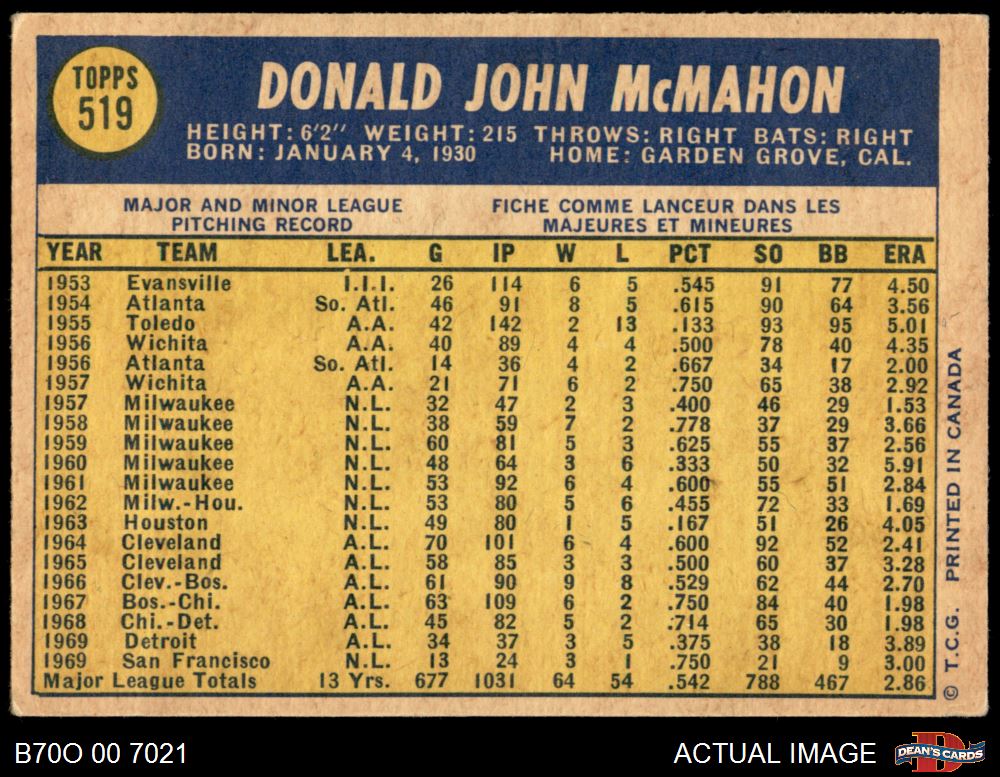 TOPPS
519
DONALD JOHN McMAHON
HEIGHT: 6'2" WEIGHT: 215 THROWS: RIGHT BATS: RIGHT
BORN: JANUARY 4, 1930 HOME: GARDEN GROVE, CAL.
MAJOR AND MINOR LEAGUE
PITCHING RECORD
FICHE COMME LANCEUR DANS LES
MAJEURES ET MINEURES
YEAR TEAM LEA. G IP W L PCT SO BB ERA
1953 Evansville I.I.I. 26 114 6 5 .545 91 77 4.50
1954 Atlanta So. Atl. 46 91 8 5 .615 90 64 3.56
1955 Toledo A.A. 42 142 2 13 .133 93 95 5.01
1956 Wichita A.A. 40 89 4 4 .500 78 40 4.35
1956 Atlanta So. Atl. 14 36 4 2 .667 34 17 2.00
1957 Wichita A.A. 21 71 6 2 .750 65 38 2.92
1957 Milwaukee N.L. 32 47 2 3 .400 46 29 1.53
1958 Milwaukee N.L. 38 59 7 2 .778 37 29 3.66
1959 Milwaukee N.L. 60 81 5 3 .625 55 37 2.56
1960 Milwaukee N.L. 48 64 3 6 .333 50 32 5.91
1961 Milwaukee N.L. 53 92 6 4 .600 55 51 2.84
1962 Milw.-Hou. N.L. 53 80 5 6 .455 72 33 1.69
1963 Houston N.L. 49 80 1 5 .167 51 26 4.05
1964 Cleveland A.L. 70 101 6 4 .600 92 52 2.41
1965 Cleveland A.L. 58 85 3 3 .500 60 37 3.28
1966 Clev.-Bos. A.L. 61 90 9 8 .529 62 44 2.70
1967 Bos.-Chi. A.L. 63 109 6 2 .750 84 40 1.98
1968 Chi.-Det. A.L. 45 82 5 2 .714 65 30 1.98
1969 Detroit A.L. 34 37 3 5 .375 38 18 3.89
1969 San Francisco N.L. 13 24 3 1 .750 21 9 3.00
Major League Totals 13 Yrs. 677 1031 64 54 .542 788 467 2.86
© T.C.G. PRINTED IN CANADA
B70O 00 7021
ACTUAL IMAGE
DEAN'S CARDS